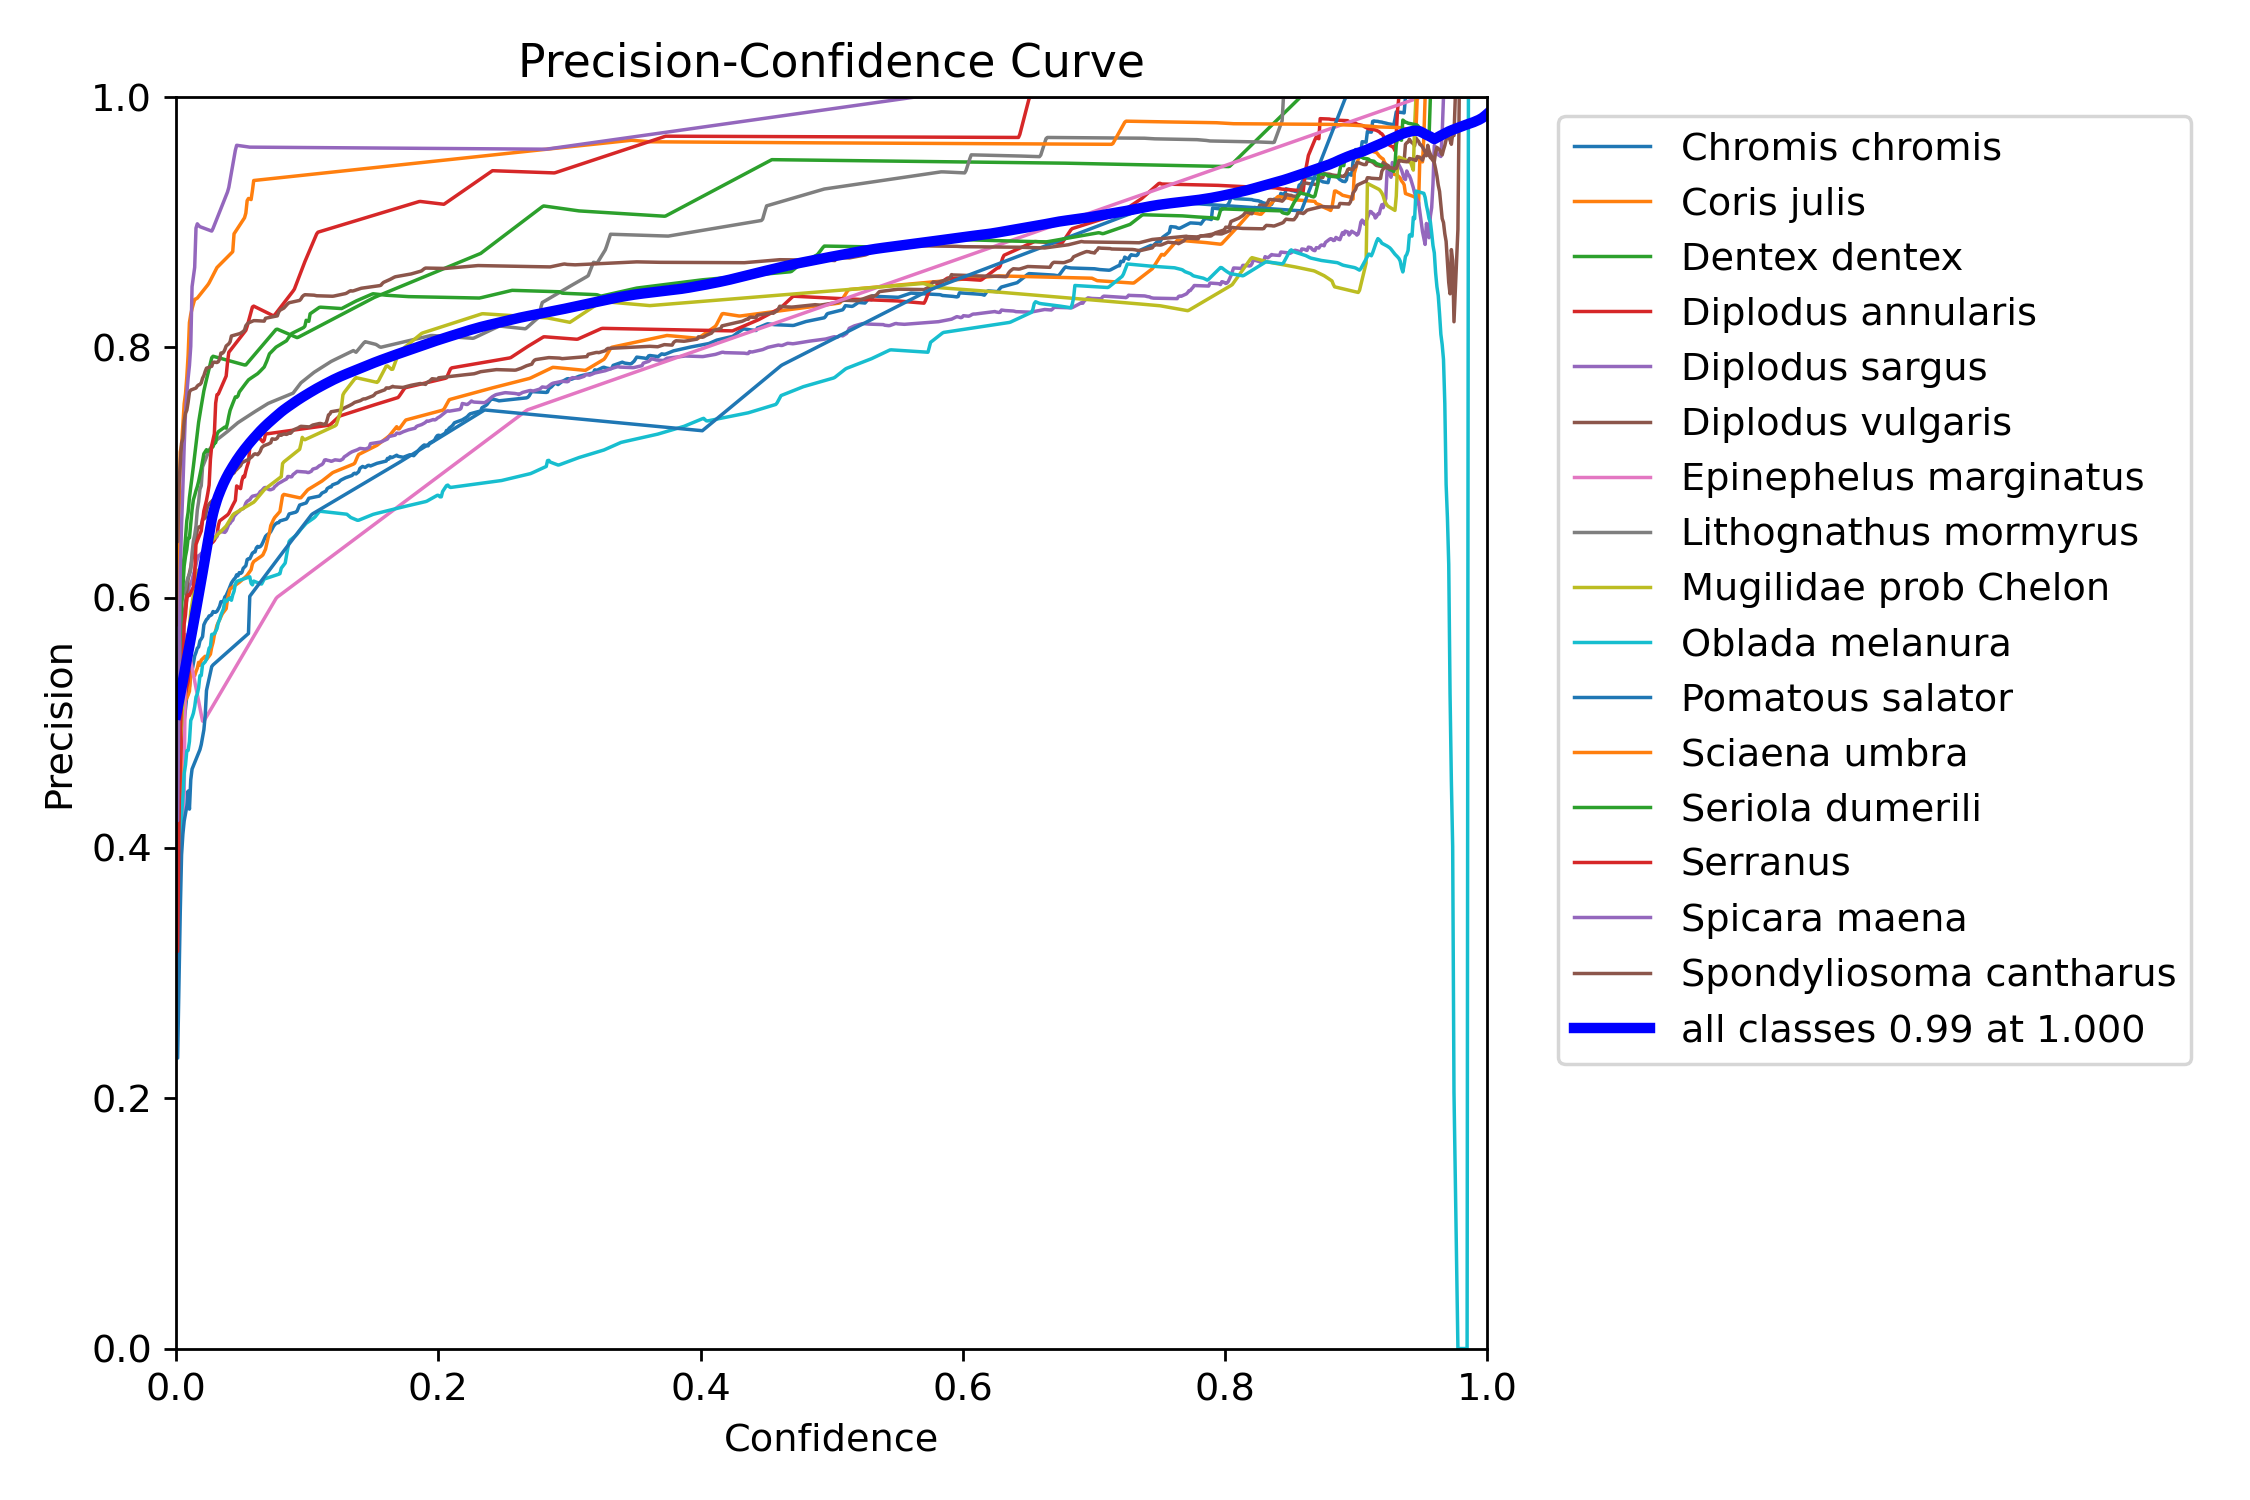 Precision-Confidence Curve
1.0
0.8
0.6
0.4
0.2
0.0
Precision
0.0 0.2 0.4 0.6 0.8 1.0
Confidence
Chromis chromis
Coris julis
Dentex dentex
Diplodus annularis
Diplodus sargus
Diplodus vulgaris
Epinephelus marginatus
Lithognathus mormyrus
Mugilidae prob Chelon
Oblada melanura
Pomatous salator
Sciaena umbra
Seriola dumerili
Serranus
Spicara maena
Spondyliosoma cantharus
all classes 0.99 at 1.000